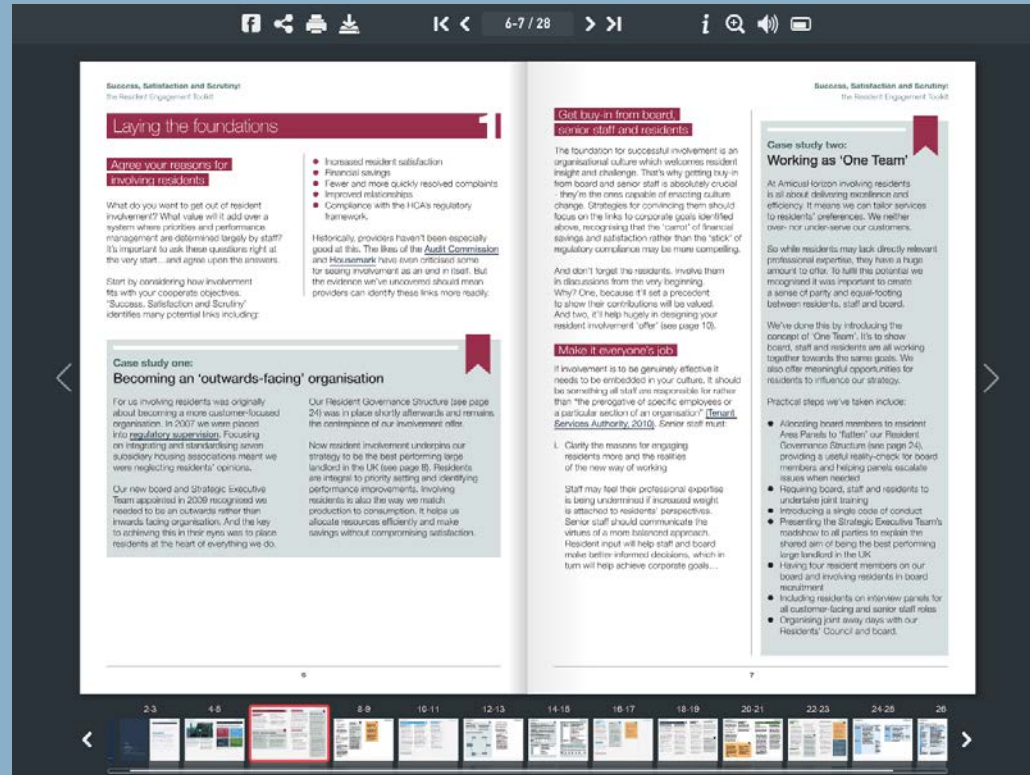 6-7 / 28
Success, Satisfaction and Scrutiny:
the Resident Engagement Toolkit
Laying the foundations
1
Agree your reasons for
involving residents
What do you want to get out of resident
involvement? What value will it add over a
system where priorities and performance
management are determined largely by staff?
It's important to ask these questions right at
the very start...and agree upon the answers.
Start by considering how involvement
fits with your cooperate objectives.
"Success, Satisfaction and Scrutiny"
identifies many potential links including:
Increased resident satisfaction
Financial savings
Fewer and more quickly resolved complaints
Improved relationships
Compliance with the HCA's regulatory
framework.
Historically, providers haven't been especially
good at this. The likes of the Audit Commission
and Housemark have even criticised some
for seeing involvement as an end in itself. But
the evidence we've uncovered should mean
providers can identify these links more readily.
Case study one:
Becoming an 'outwards-facing' organisation
For us involving residents was originally
about becoming a more customer-focused
organisation. In 2007 we were placed
into regulatory supervision. Focusing
on integrating and standardising seven
subsidiary housing associations meant we
were neglecting residents' opinions.
Our new board and Strategic Executive
Team appointed in 2009 recognised we
needed to be an outwards rather than
inwards facing organisation. And the key
to achieving this in their eyes was to place
residents at the heart of everything we do.
Our Resident Governance Structure (see page
24) was in place shortly afterwards and remains
the centrepiece of our involvement offer.
Now resident involvement underpins our
strategy to be the best performing large
landlord in the UK (see page 8). Residents
are integral to priority setting and identifying
performance improvements. Involving
residents is also the way we match
production to consumption. It helps us
allocate resources efficiently and make
savings without compromising satisfaction.
6
Success, Satisfaction and Scrutiny:
the Resident Engagement Toolkit
Get buy-in from board,
senior staff and residents
The foundation for successful involvement is an
organisational culture which welcomes resident
insight and challenge. That's why getting buy-in
from board and senior staff is absolutely crucial
- they're the ones capable of enacting culture
change. Strategies for convincing them should
focus on the links to corporate goals identified
above, recognising that the 'carrot' of financial
savings and satisfaction rather than the 'stick' of
regulatory compliance may be more compelling.
And don't forget the residents. Involve them
in discussions from the very beginning.
Why? One, because it'll set a precedent
to show their contributions will be valued.
And two, it'll help hugely in designing your
resident involvement 'offer' (see page 10).
Make it everyone's job
If involvement is to be genuinely effective it
needs to be embedded in your culture. It should
be something all staff are responsible for rather
than "the prerogative of specific employees or
a particular section of an organisation" (Tenant
Services Authority, 2010). Senior staff must:
i. Clarify the reasons for engaging
residents more and the realities
of the new way of working
Staff may feel their professional expertise
is being undermined if increased weight
is attached to residents' perspectives.
Senior staff should communicate the
virtues of a more balanced approach.
Resident input will help staff and board
make better informed decisions, which in
turn will help achieve corporate goals...
Case study two:
Working as 'One Team'
At AmicusHorizon involving residents
is all about delivering excellence and
efficiency. It means we can tailor services
to residents' preferences. We neither
over- nor under-serve our customers.
So while residents may lack directly relevant
professional expertise, they have a huge
amount to offer. To fulfil this potential we
recognised it was important to create
a sense of parity and equal-footing
between residents, staff and board.
We've done this by introducing the
concept of 'One Team'. It's to show
board, staff and residents are all working
together towards the same goals. We
also offer meaningful opportunities for
residents to influence our strategy.
Practical steps we've taken include:
Allocating board members to resident
Area Panels to 'flatten' our Resident
Governance Structure (see page 24),
providing a useful reality-check for board
members and helping panels escalate
issues when needed
Requiring board, staff and residents to
undertake joint training
Introducing a single code of conduct
Presenting the Strategic Executive Team's
roadshow to all parties to explain the
shared aim of being the best performing
large landlord in the UK
Having four resident members on our
board and involving residents in board
recruitment
Including residents on interview panels for
all customer-facing and senior staff roles
Organising joint away days with our
Residents' Council and board.
7
2-3
4-5
8-9
10-11
12-13
14-15
16-17
18-19
20-21
22-23
24-25
26